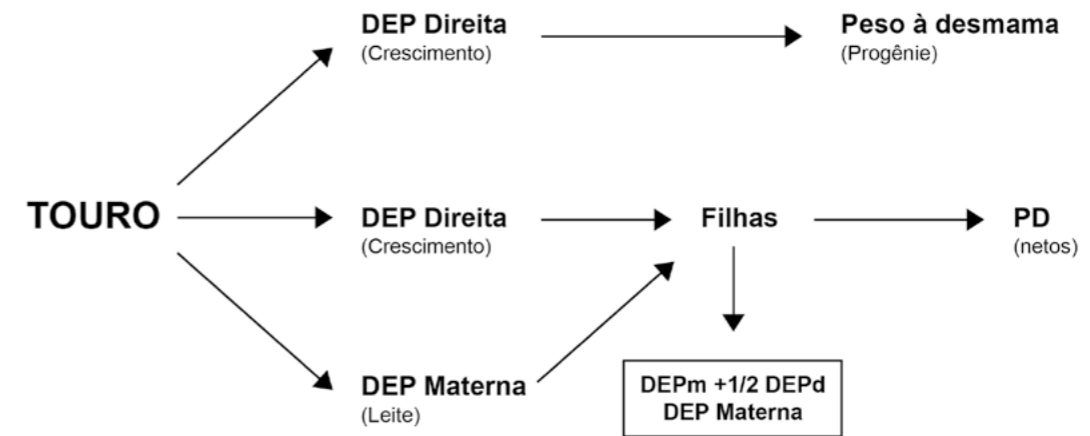 DEP Direita
(Crescimento)
Peso à desmama
(Progênie)
TOURO
DEP Direita
(Crescimento)
Filhas
PD
(netos)
DEP Materna
(Leite)
DEPm +1/2 DEPd
DEP Materna